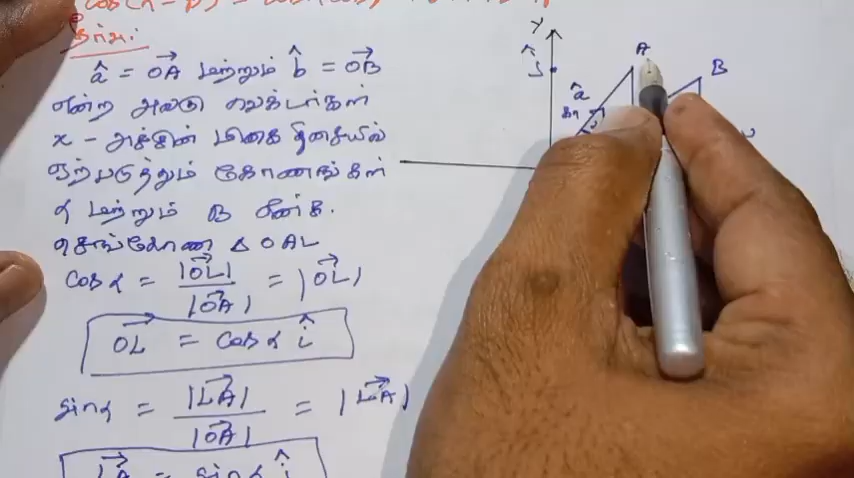 நிரூ:
â = OA⃗ மற்றும் b̂ = OB⃗
என்ற அலகு வெக்டர்கள்
x - அச்சின் மிகை திசையில்
ஏற்படுத்தும் கோணங்கள்
α மற்றும் β என்க.
செங்கோண Δ OAL
Cos α = |OL⃗| / |OA⃗| = |OL⃗|
OL⃗ = Cos α î
sin α = |LA⃗| / |OA⃗| = |LA⃗|
Y
ĵ
A
B
â